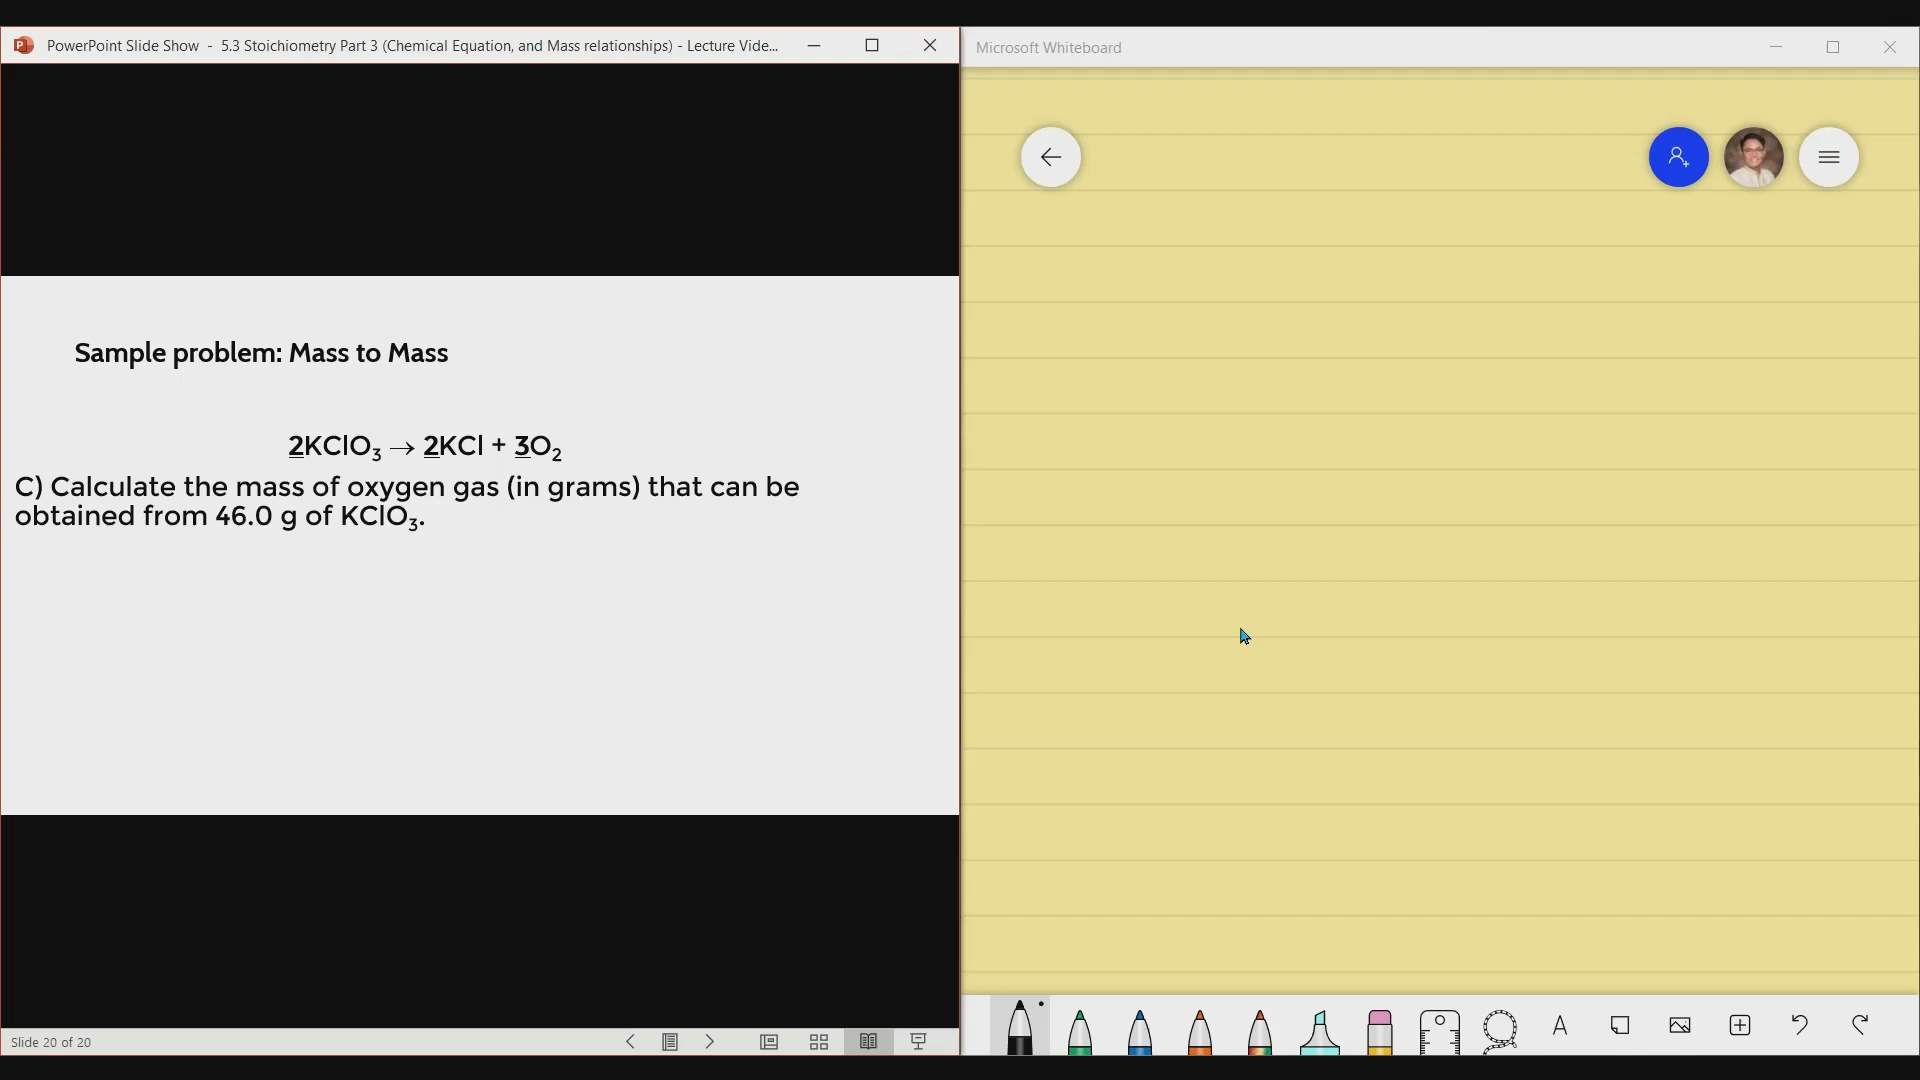 PowerPoint Slide Show - 5.3 Stoichiometry Part 3 (Chemical Equation, and Mass relationships) - Lecture Vide...
Microsoft Whiteboard
Sample problem: Mass to Mass
2KClO₃ → 2KCl + 3O₂
C) Calculate the mass of oxygen gas (in grams) that can be
obtained from 46.0 g of KClO₃.
Slide 20 of 20